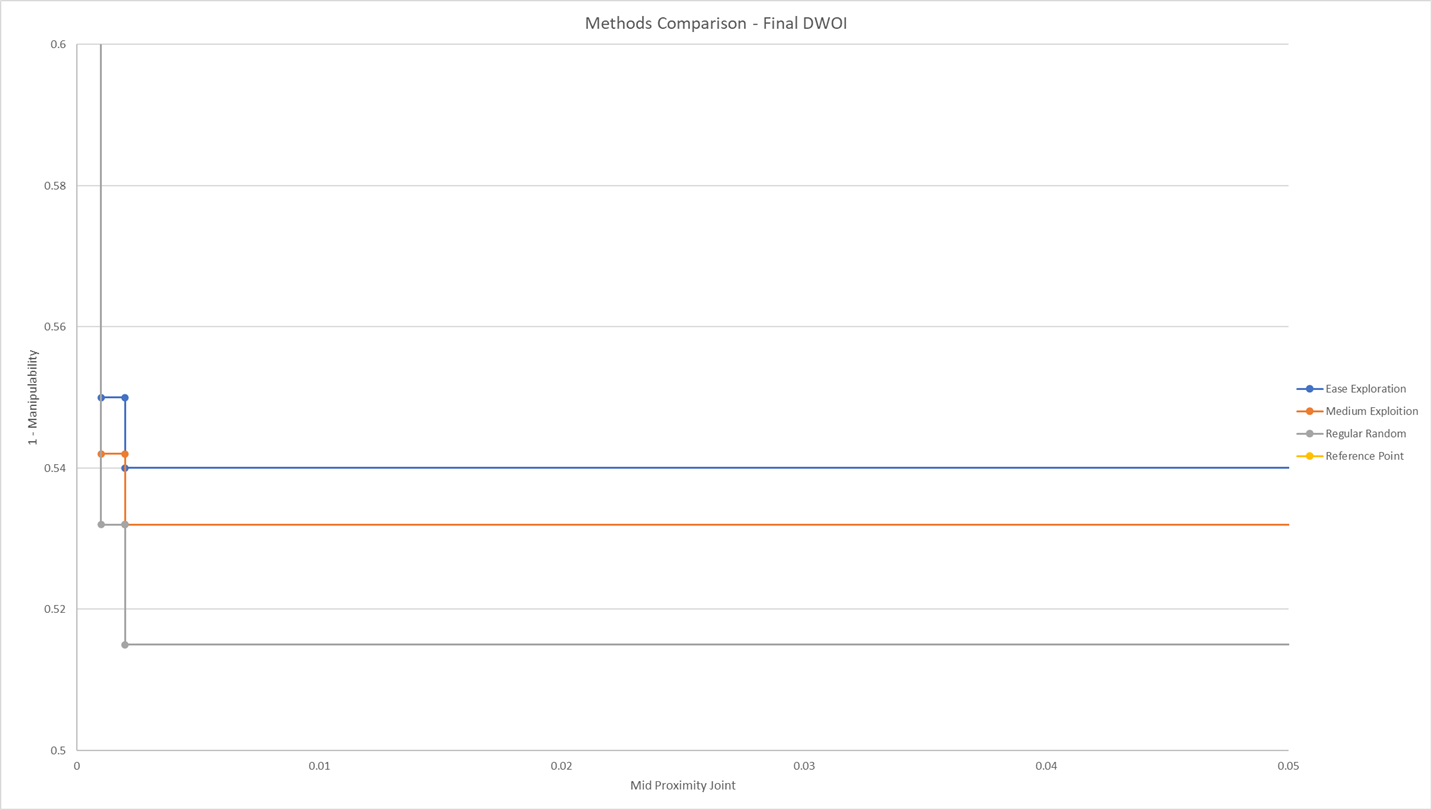 Methods Comparison - Final DWOI
0.6
0.58
0.56
0.54
0.52
0.5
1 - Manipulability
0
0.01
0.02
0.03
0.04
0.05
Mid Proximity Joint
Ease Exploration
Medium Exploition
Regular Random
Reference Point